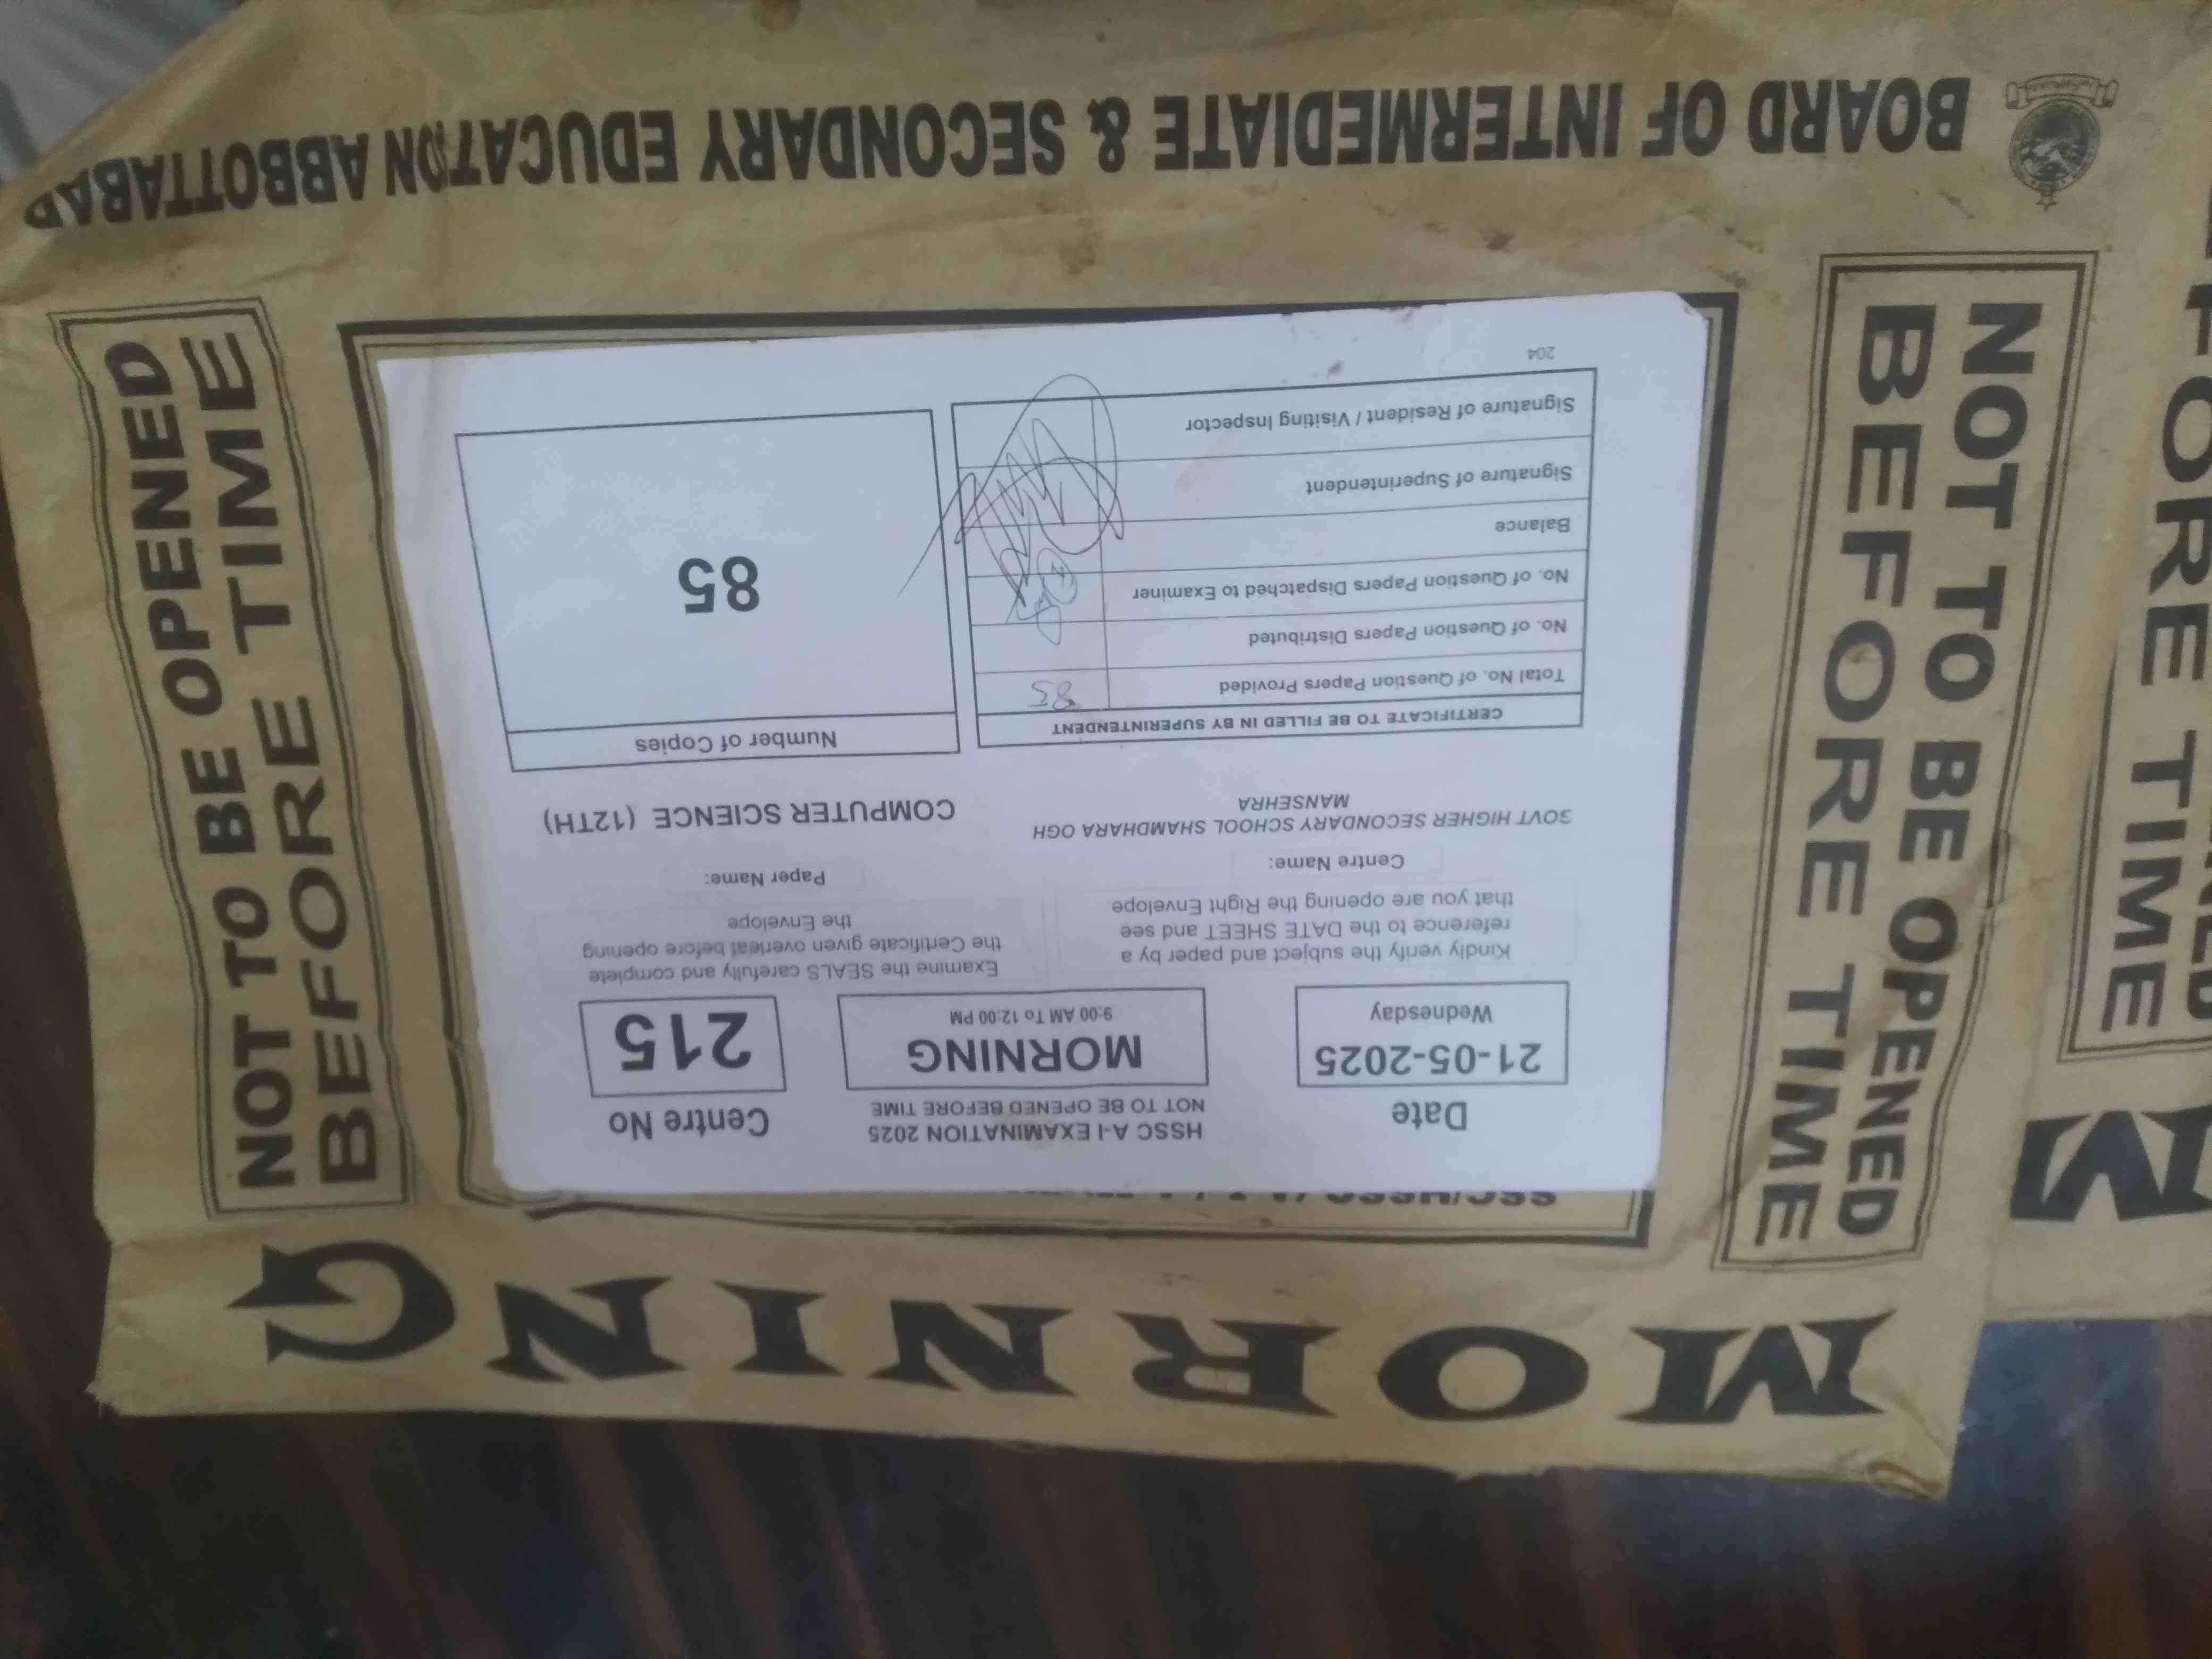 BOARD OF INTERMEDIATE & SECONDARY EDUCATION ABBOTTABAD
MORNING
NOT TO BE OPENED
BEFORE TIME
NOT TO BE OPENED
BEFORE TIME
Date
21-05-2025
Wednesday
HSSC A-I EXAMINATION 2025
NOT TO BE OPENED BEFORE TIME
MORNING
9:00 AM To 12:00 PM
Centre No
215
Kindly verify the subject and paper by a
reference to the DATE SHEET and see
that you are opening the Right Envelope
Examine the SEALS carefully and complete
the Certificate given overleat before opening
the Envelope
Centre Name:
GOVT HIGHER SECONDARY SCHOOL SHAMDHARA OGH
MANSEHRA
Paper Name:
COMPUTER SCIENCE (12TH)
CERTIFICATE TO BE FILLED IN BY SUPERINTENDENT
Total No. of Question Papers Provided 85
No. of Question Papers Distributed
No. of Question Papers Dispatched to Examiner
Balance
Signature of Superintendent
Signature of Resident / Visiting Inspector
204
Number of Copies
85
BEFORE TIME
M